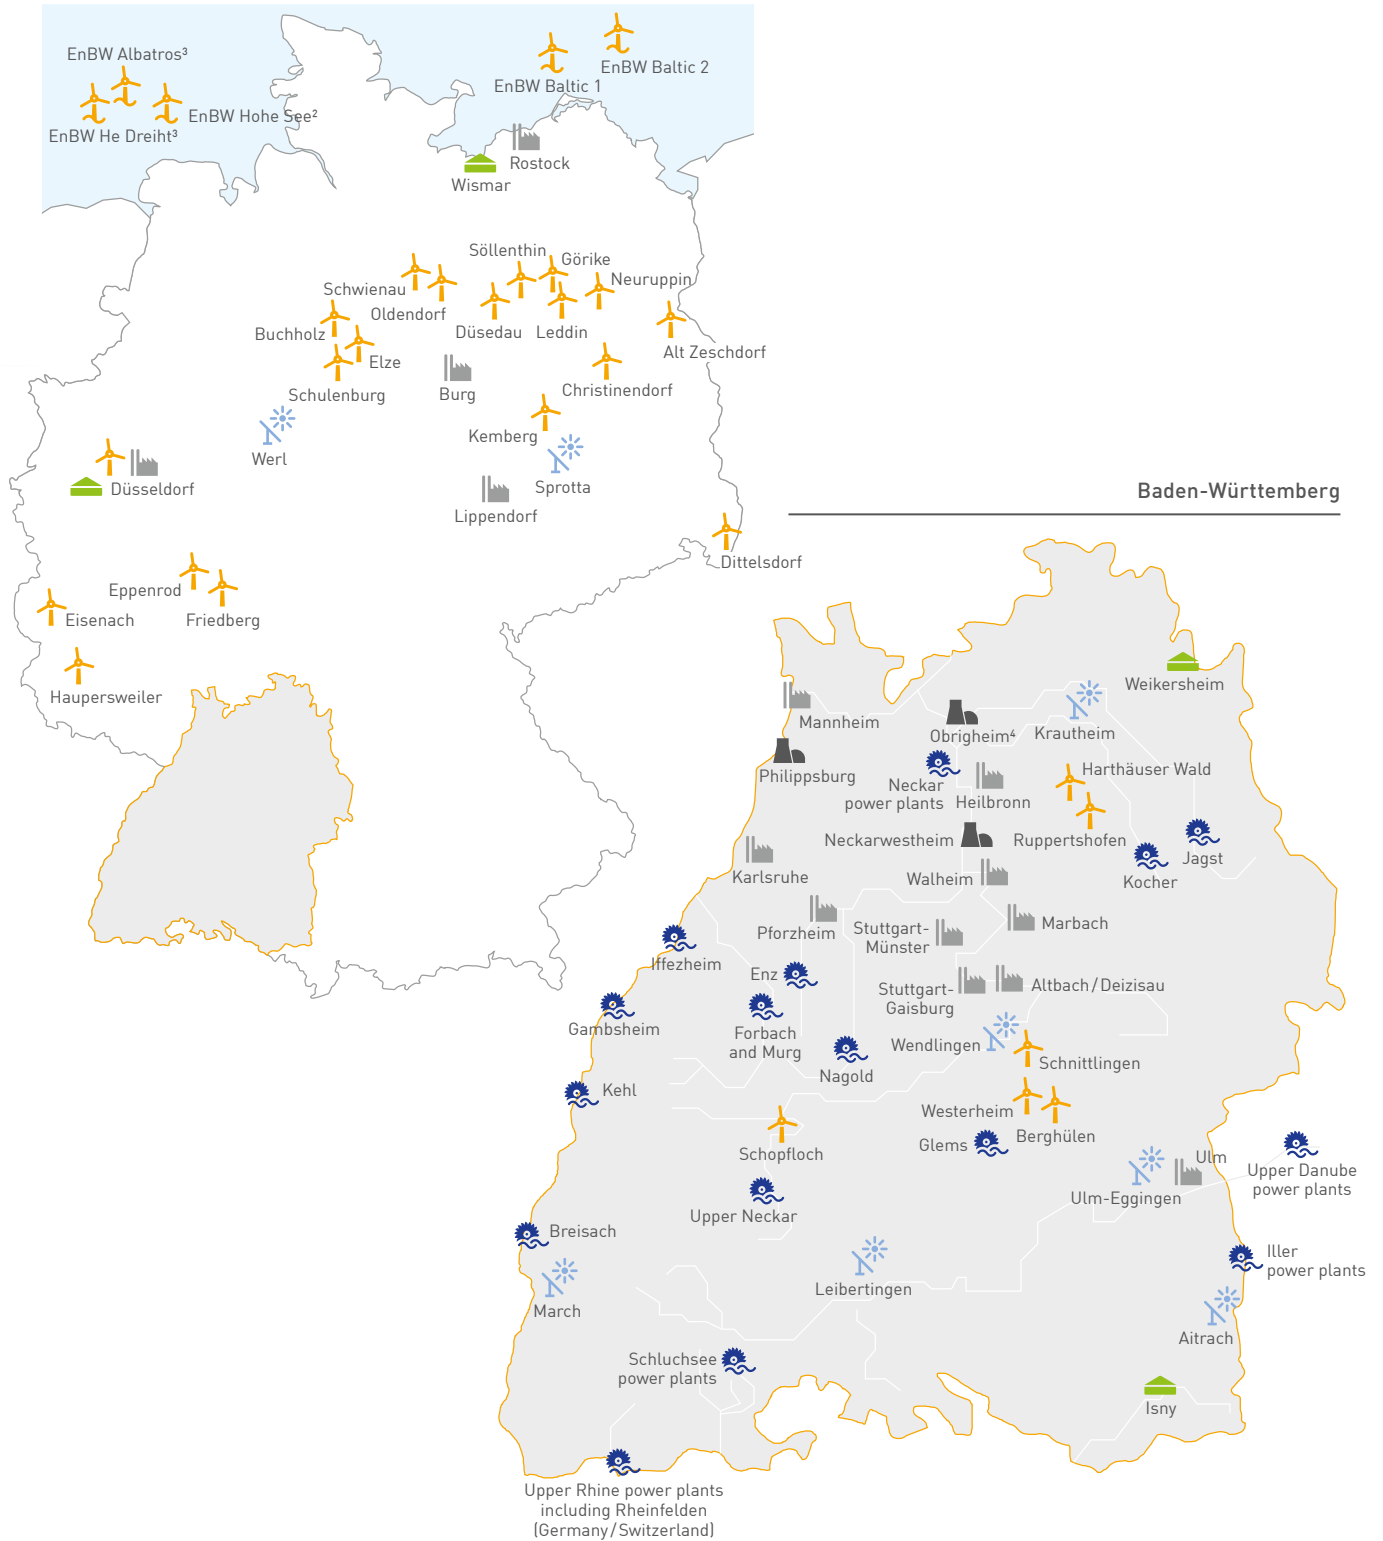 EnBW Albatros³
EnBW He Dreiht³
EnBW Hohe See²
EnBW Baltic 1
EnBW Baltic 2
Rostock
Wismar
Söllenthin
Görike
Neuruppin
Schwienau
Oldendorf
Düsedau
Leddin
Buchholz
Elze
Alt Zeschdorf
Schulenburg
Burg
Christinendorf
Kemberg
Werl
Sprotta
Düsseldorf
Lippendorf
Dittelsdorf
Eppenrod
Eisenach
Friedberg
Haupersweiler
Baden-Württemberg
Weikersheim
Mannheim
Obrigheim⁴
Krautheim
Philippsburg
Neckar
power plants
Heilbronn
Harthäuser Wald
Neckarwestheim
Ruppertshofen
Jagst
Kocher
Karlsruhe
Walheim
Pforzheim
Stuttgart-
Münster
Marbach
Iffezheim
Enz
Stuttgart-
Gaisburg
Altbach/Deizisau
Gambsheim
Forbach
and Murg
Wendlingen
Nagold
Schnittlingen
Kehl
Westerheim
Berghülen
Schopfloch
Glems
Ulm
Ulm-Eggingen
Upper Danube
power plants
Upper Neckar
Breisach
Iller
power plants
March
Leibertingen
Aitrach
Schluchsee
power plants
Isny
Upper Rhine power plants
including Rheinfelden
(Germany/Switzerland)